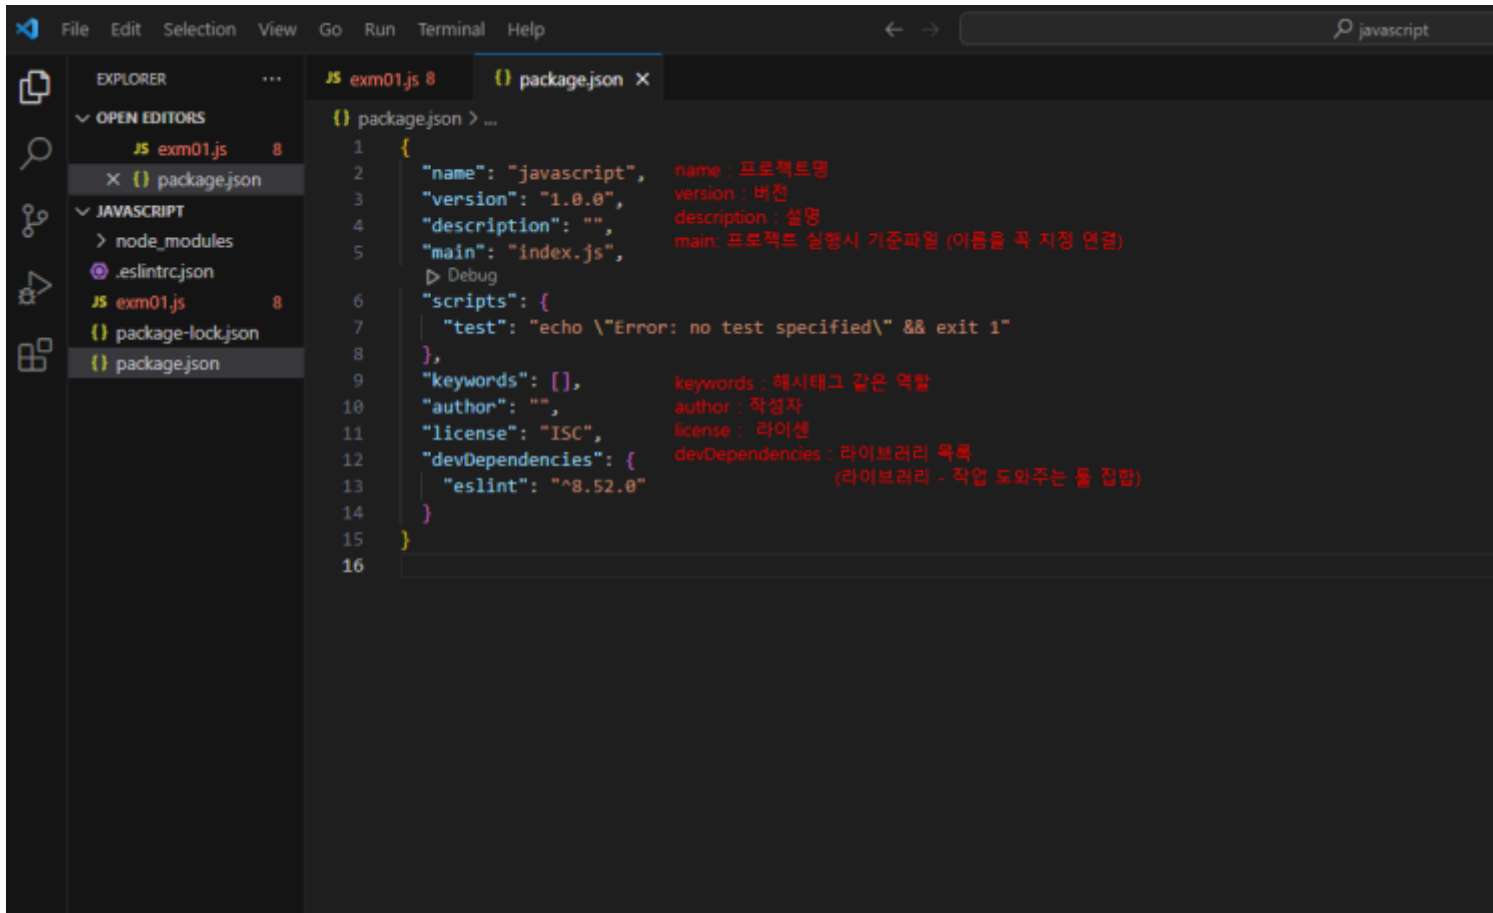 File Edit Selection View Go Run Terminal Help javascript
EXPLORER ...
JS exm01.js 8 {} package.json ×
OPEN EDITORS
JS exm01.js 8
× {} package.json
JAVASCRIPT
> node_modules
.eslintrc.json
JS exm01.js 8
{} package-lock.json
{} package.json
{} package.json > ...
1 {
2 "name": "javascript", name : 프로젝트명
3 "version": "1.0.0", version : 버전
4 "description": "", description : 설명
5 "main": "index.js", main: 프로젝트 실행시 기준파일 (이름을 꼭 지정 연결)
Debug
6 "scripts": {
7 "test": "echo \"Error: no test specified\" && exit 1"
8 },
9 "keywords": [], keywords : 해시태그 같은 역할
10 "author": "", author : 작성자
11 "license": "ISC", license : 라이센
12 "devDependencies": { devDependencies : 라이브러리 목록
13 "eslint": "^8.52.0" (라이브러리 - 작업 도와주는 툴 집합)
14 }
15 }
16